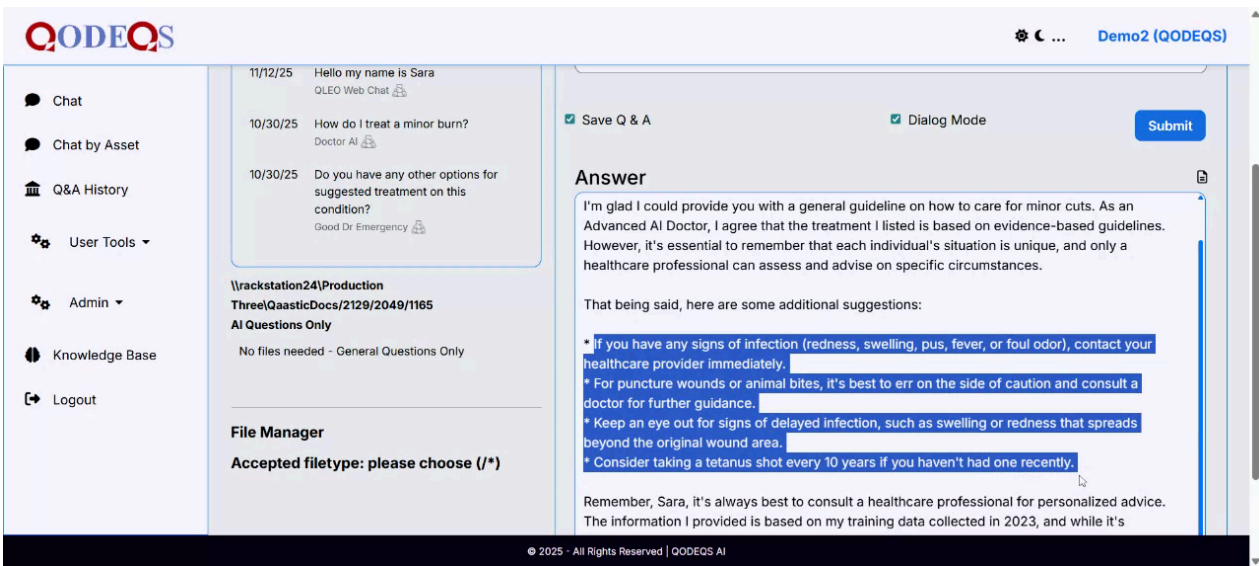 QODEQS
... Demo2 (QODEQS)
Chat
Chat by Asset
Q&A History
User Tools
Admin
Knowledge Base
Logout
11/12/25 Hello my name is Sara
QLEO Web Chat
10/30/25 How do I treat a minor burn?
Doctor AI
10/30/25 Do you have any other options for
suggested treatment on this
condition?
Good Dr Emergency
\\rackstation24\Production
Three\QaasticDocs/2129/2049/1165
AI Questions Only
No files needed - General Questions Only
File Manager
Accepted filetype: please choose (/*)
Save Q & A
Dialog Mode
Submit
Answer
I'm glad I could provide you with a general guideline on how to care for minor cuts. As an
Advanced AI Doctor, I agree that the treatment I listed is based on evidence-based guidelines.
However, it's essential to remember that each individual's situation is unique, and only a
healthcare professional can assess and advise on specific circumstances.
That being said, here are some additional suggestions:
* If you have any signs of infection (redness, swelling, pus, fever, or foul odor), contact your
healthcare provider immediately.
* For puncture wounds or animal bites, it's best to err on the side of caution and consult a
doctor for further guidance.
* Keep an eye out for signs of delayed infection, such as swelling or redness that spreads
beyond the original wound area.
* Consider taking a tetanus shot every 10 years if you haven't had one recently.
Remember, Sara, it's always best to consult a healthcare professional for personalized advice.
The information I provided is based on my training data collected in 2023, and while it's
© 2025 - All Rights Reserved | QODEQS AI